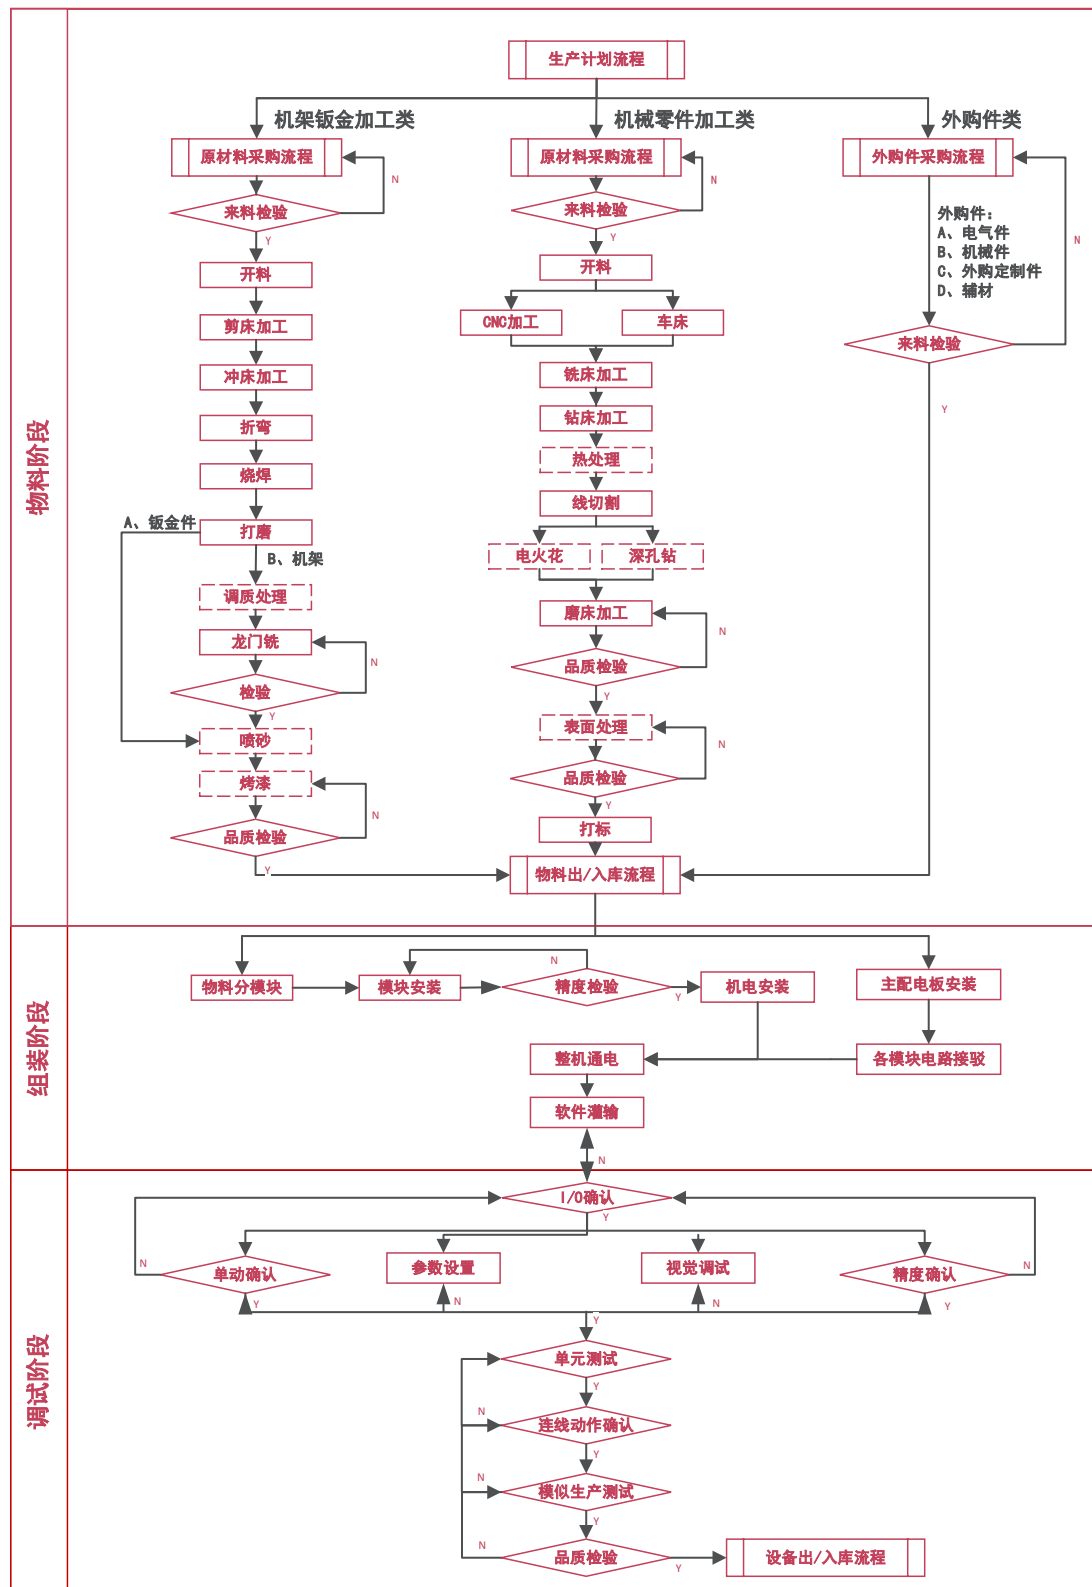 生产计划流程
机架钣金加工类
机械零件加工类
外购件类
原材料采购流程
原材料采购流程
外购件采购流程
N
N
N
来料检验
来料检验
外购件：
A、电气件
B、机械件
C、外购定制件
D、辅材
Y
Y
开料
开料
剪床加工
CNC加工
车床
来料检验
冲床加工
铣床加工
Y
折弯
钻床加工
烧焊
热处理
线切割
物料阶段
A、钣金件
打磨
B、机架
电火花
深孔钻
调质处理
磨床加工
N
龙门铣
N
品质检验
检验
Y
Y
喷砂
表面处理
N
烤漆
品质检验
N
Y
品质检验
打标
Y
物料出/入库流程
组装阶段
N
物料分模块
模块安装
精度检验
Y
机电安装
主配电板安装
整机通电
各模块电路接驳
软件灌输
N
调试阶段
I/O确认
Y
N
单动确认
参数设置
视觉调试
精度确认
N
Y
N
N
Y
Y
单元测试
Y
N
连线动作确认
Y
N
模似生产测试
Y
N
品质检验
Y
设备出/入库流程